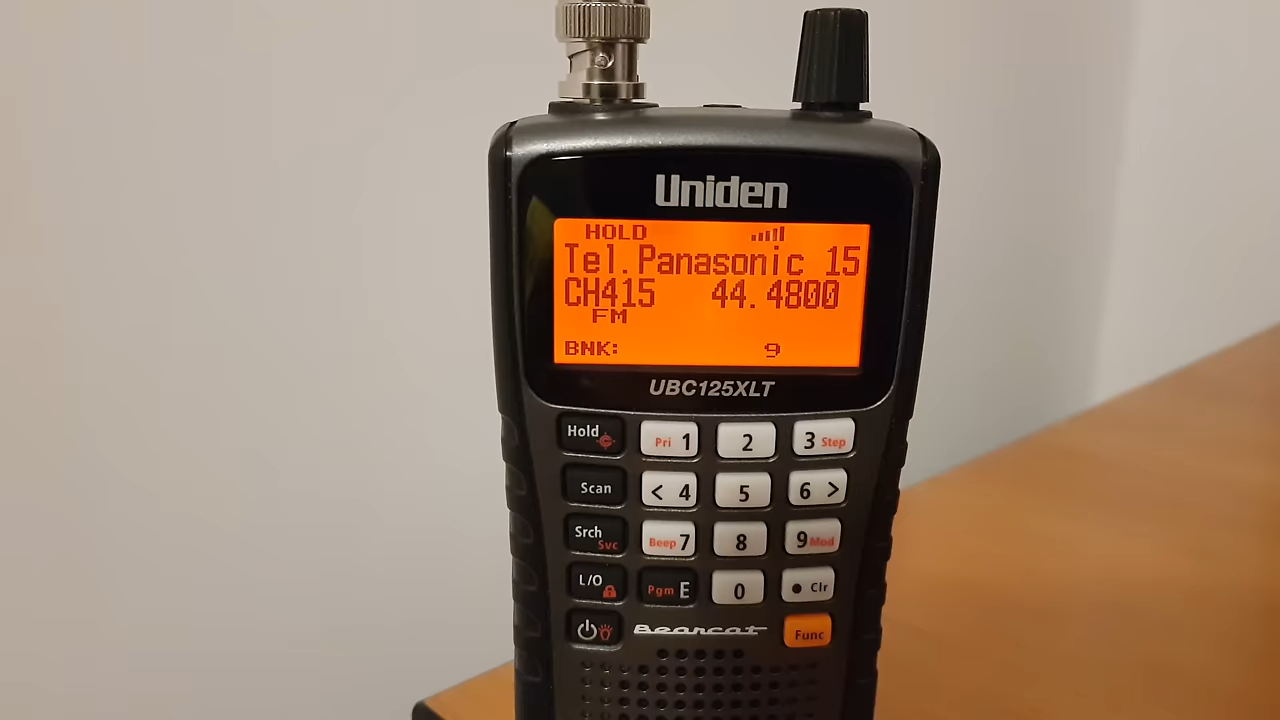 Uniden
HOLD
Tel.Panasonic 15
CH415 44.4800
FM
BNK: 9
UBC125XLT
Hold Pri 1 2 3 Step
Scan < 4 5 6 >
Srch Svc Beep 7 8 9 Mod
L/O Pgm E 0 • Clr
Bearcat Func